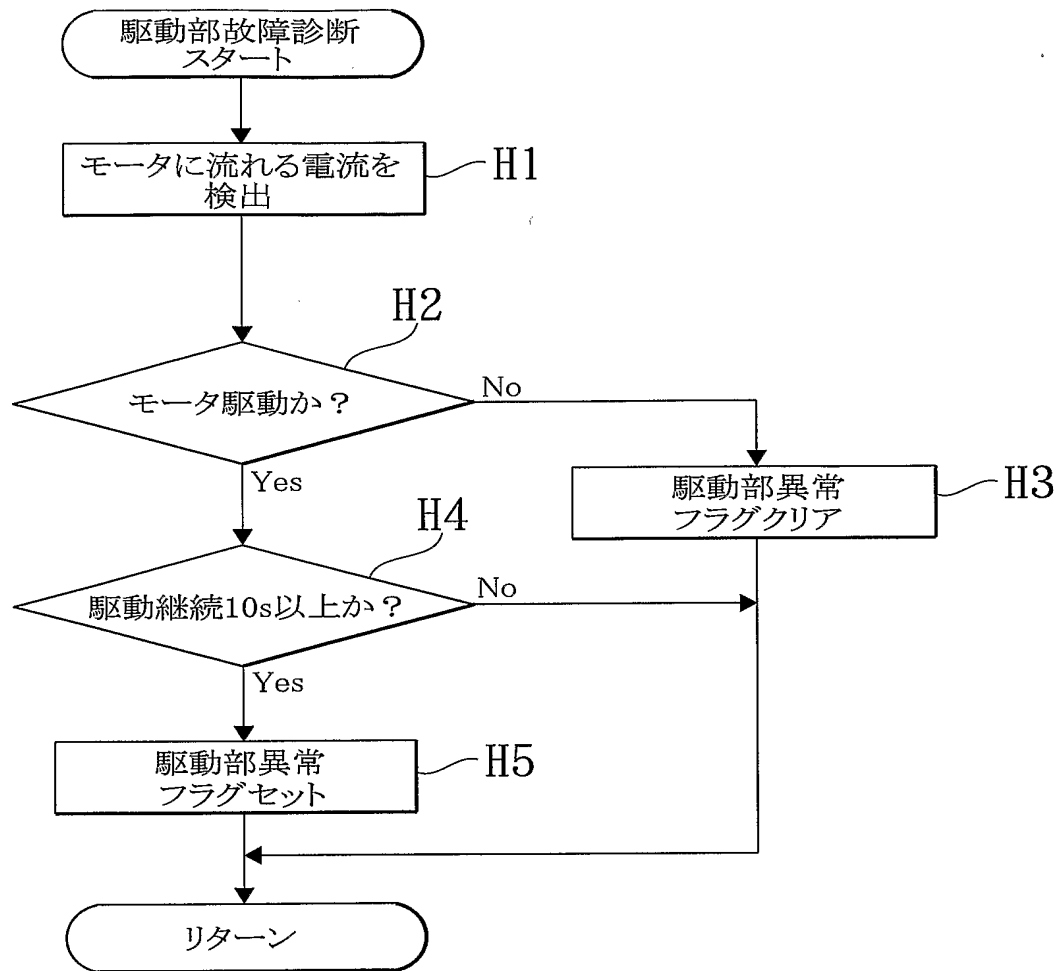 駆動部故障診断
スタート
モータに流れる電流を
検出
H1
H2
モータ駆動か？
No
Yes
駆動部異常
フラグクリア
H3
H4
駆動継続10s以上か？
No
Yes
駆動部異常
フラグセット
H5
リターン